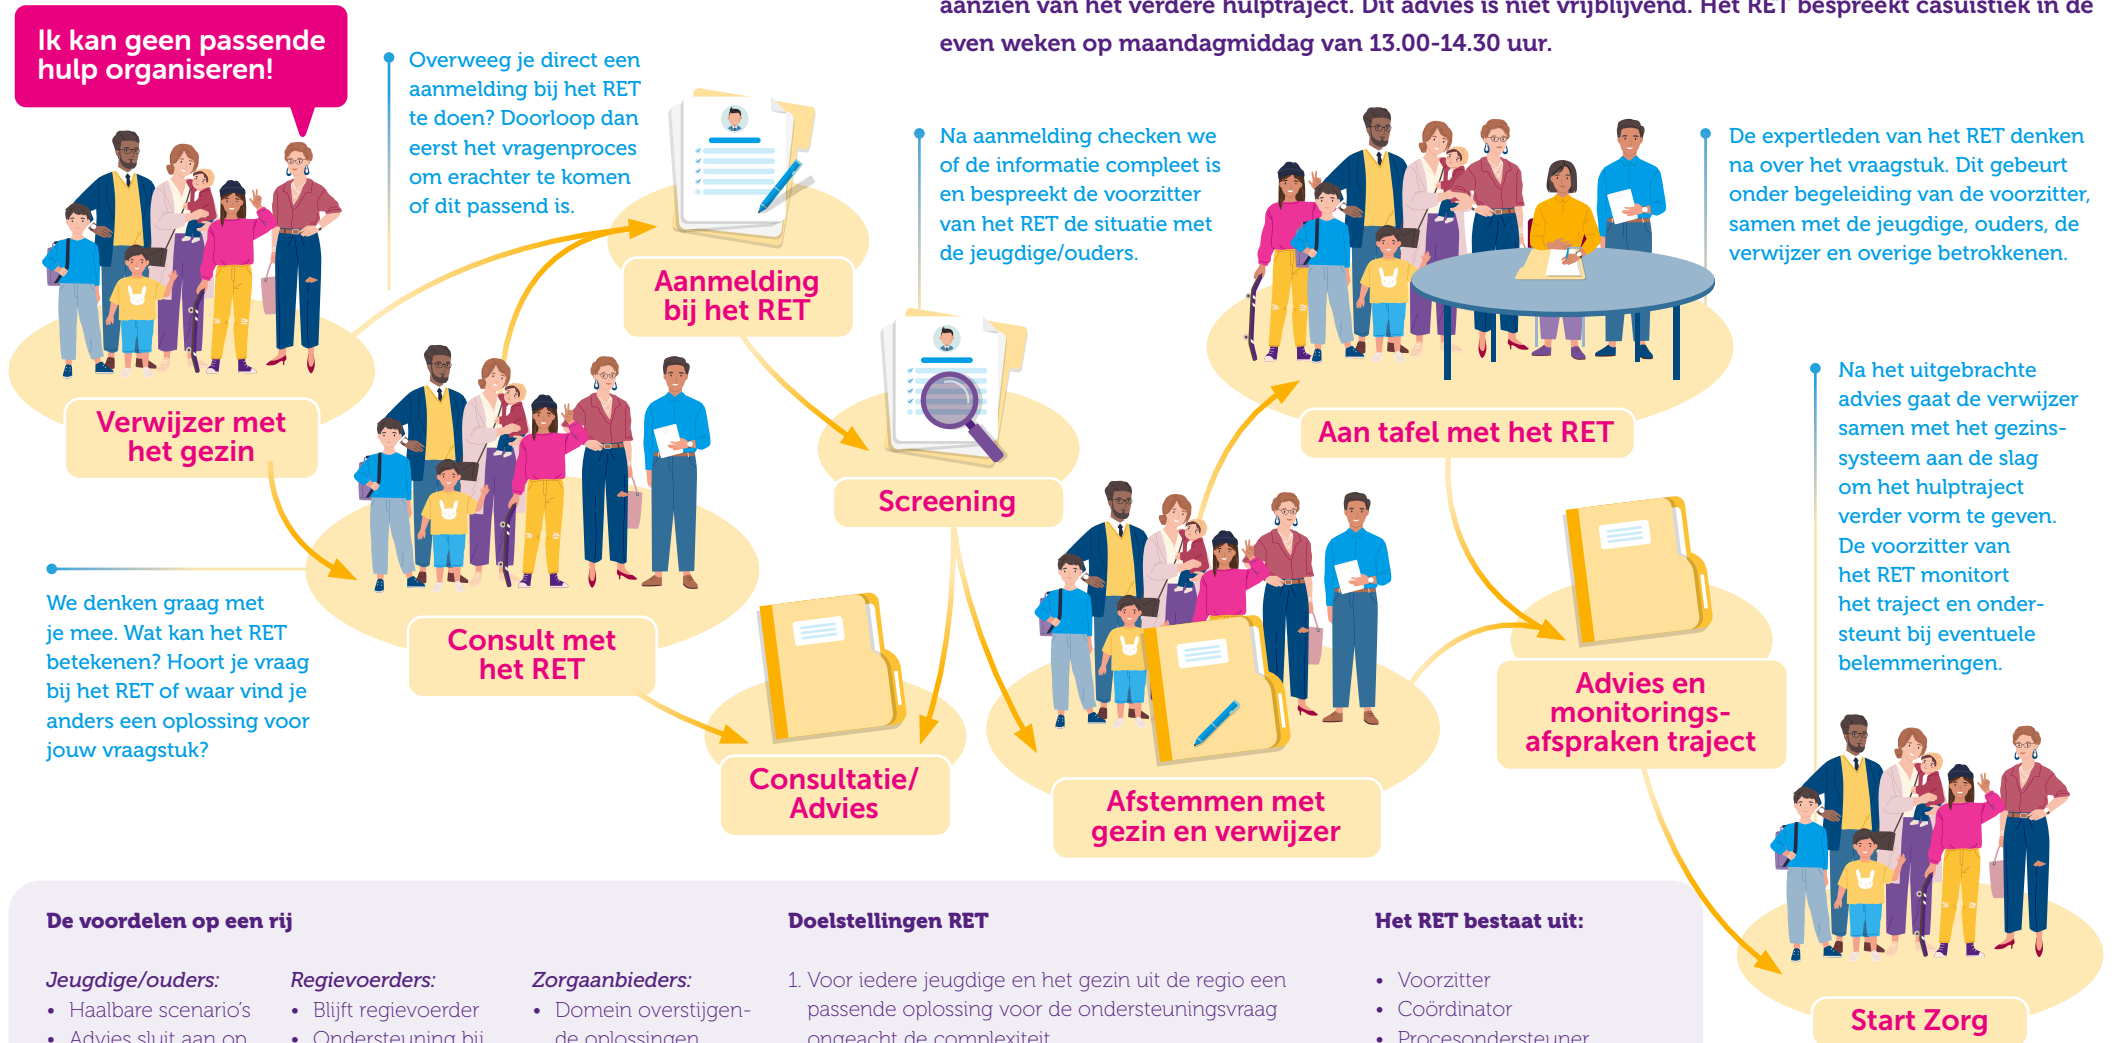 aanzien van het verdere hulptraject. Dit advies is niet vrijblijvend. Het RET bespreekt casuïstiek in de
even weken op maandagmiddag van 13.00-14.30 uur.
Ik kan geen passende
hulp organiseren!
Overweeg je direct een
aanmelding bij het RET
te doen? Doorloop dan
eerst het vragenproces
om erachter te komen
of dit passend is.
Na aanmelding checken we
of de informatie compleet is
en bespreekt de voorzitter
van het RET de situatie met
de jeugdige/ouders.
De expertleden van het RET denken
na over het vraagstuk. Dit gebeurt
onder begeleiding van de voorzitter,
samen met de jeugdige, ouders, de
verwijzer en overige betrokkenen.
Aanmelding
bij het RET
Verwijzer met
het gezin
Aan tafel met het RET
Na het uitgebrachte
advies gaat de verwijzer
samen met het gezins-
systeem aan de slag
om het hulptraject
verder vorm te geven.
De voorzitter van
het RET monitort
het traject en onder-
steunt bij eventuele
belemmeringen.
Screening
We denken graag met
je mee. Wat kan het RET
betekenen? Hoort je vraag
bij het RET of waar vind je
anders een oplossing voor
jouw vraagstuk?
Consult met
het RET
Advies en
monitorings-
afspraken traject
Consultatie/
Advies
Afstemmen met
gezin en verwijzer
Start Zorg
De voordelen op een rij
Jeugdige/ouders:
• Haalbare scenario's
• Advies sluit aan op
Regievoerders:
• Blijft regievoerder
• Ondersteuning bij
Zorgaanbieders:
• Domein overstijgen-
de oplossingen
Doelstellingen RET
1. Voor iedere jeugdige en het gezin uit de regio een
passende oplossing voor de ondersteuningsvraag
ongeacht de complexiteit
Het RET bestaat uit:
• Voorzitter
• Coördinator
• Procesondersteuner